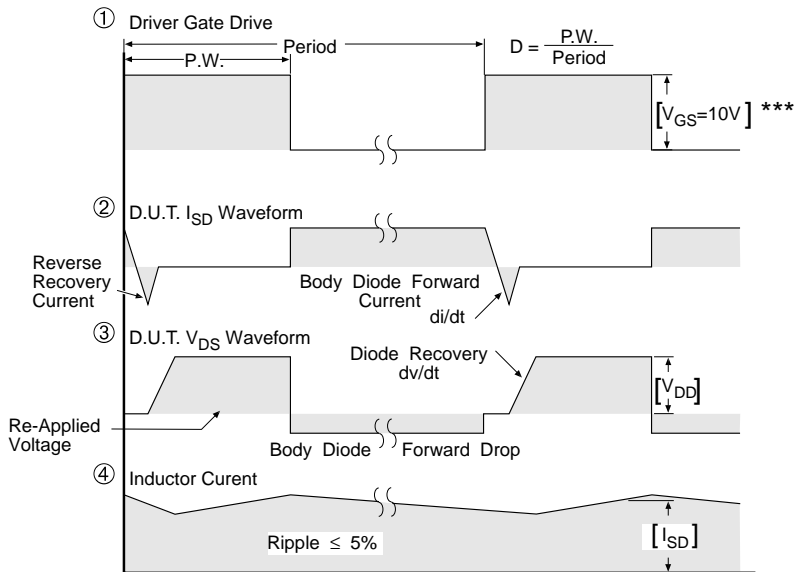 ① Driver Gate Drive
Period
P.W.
D = P.W. / Period
[VGS=10V] ***
② D.U.T. ISD Waveform
Reverse
Recovery
Current
Body Diode Forward
Current
di/dt
③ D.U.T. VDS Waveform
Diode Recovery
dv/dt
[VDD]
Re-Applied
Voltage
Body Diode Forward Drop
④ Inductor Curent
Ripple ≤ 5%
[ISD]